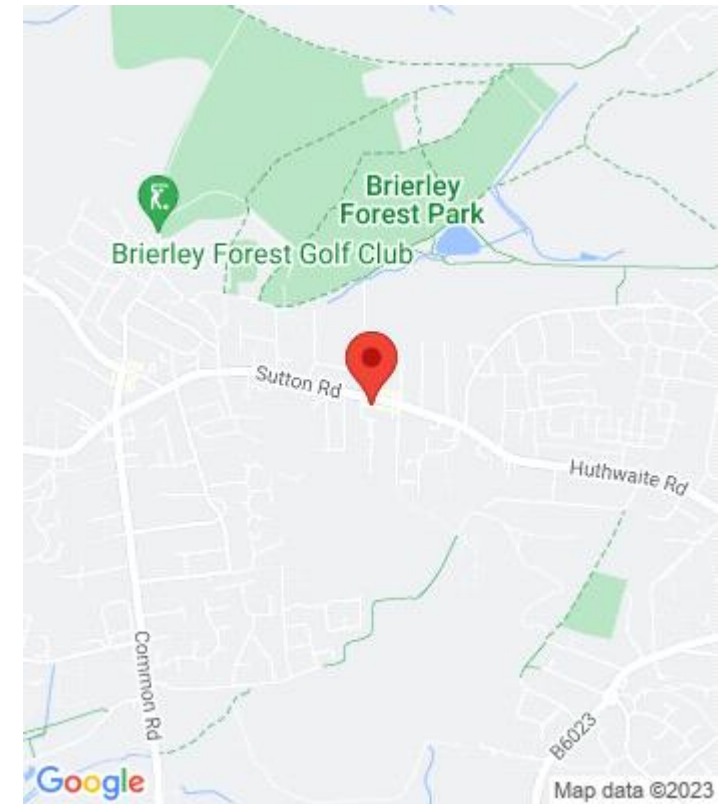 Brierley
Forest Park
Brierley Forest Golf Club
Sutton Rd
Huthwaite Rd
Common Rd
B6023
Google
Map data ©2023